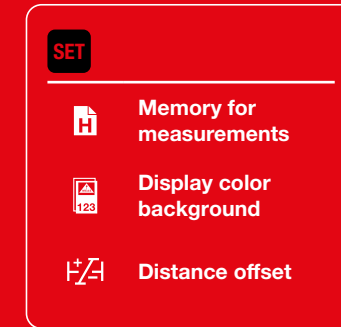 SET
H
Memory for
measurements
123
Display color
background
Distance offset